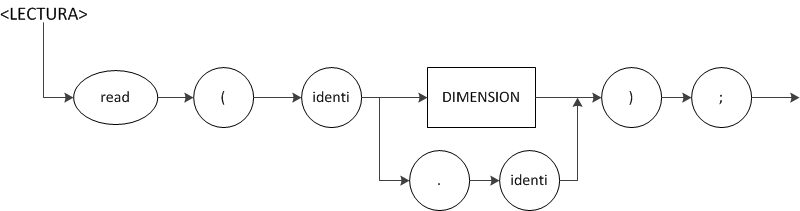 <LECTURA>
read ( identi DIMENSION ) ;
. identi